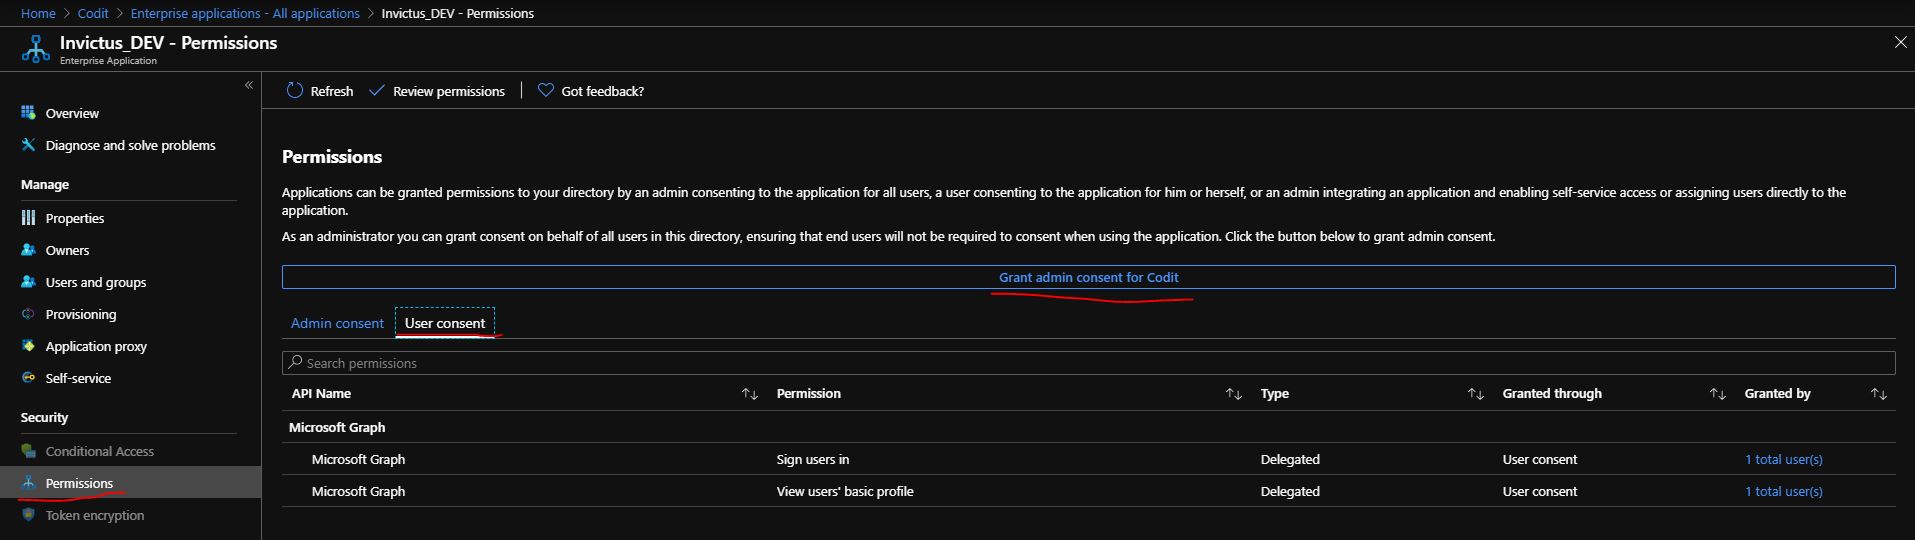 Home > Codit > Enterprise applications - All applications > Invictus_DEV - Permissions
Invictus_DEV - Permissions
Enterprise Application
«
Overview
Diagnose and solve problems
Manage
Properties
Owners
Users and groups
Provisioning
Application proxy
Self-service
Security
Conditional Access
Permissions
Token encryption
Refresh Review permissions | Got feedback?
Permissions
Applications can be granted permissions to your directory by an admin consenting to the application for all users, a user consenting to the application for him or herself, or an admin integrating an application and enabling self-service access or assigning users directly to the
application.
As an administrator you can grant consent on behalf of all users in this directory, ensuring that end users will not be required to consent when using the application. Click the button below to grant admin consent.
Grant admin consent for Codit
Admin consent User consent
Search permissions
API Name Permission Type Granted through Granted by
Microsoft Graph
Microsoft Graph Sign users in Delegated User consent 1 total user(s)
Microsoft Graph View users' basic profile Delegated User consent 1 total user(s)